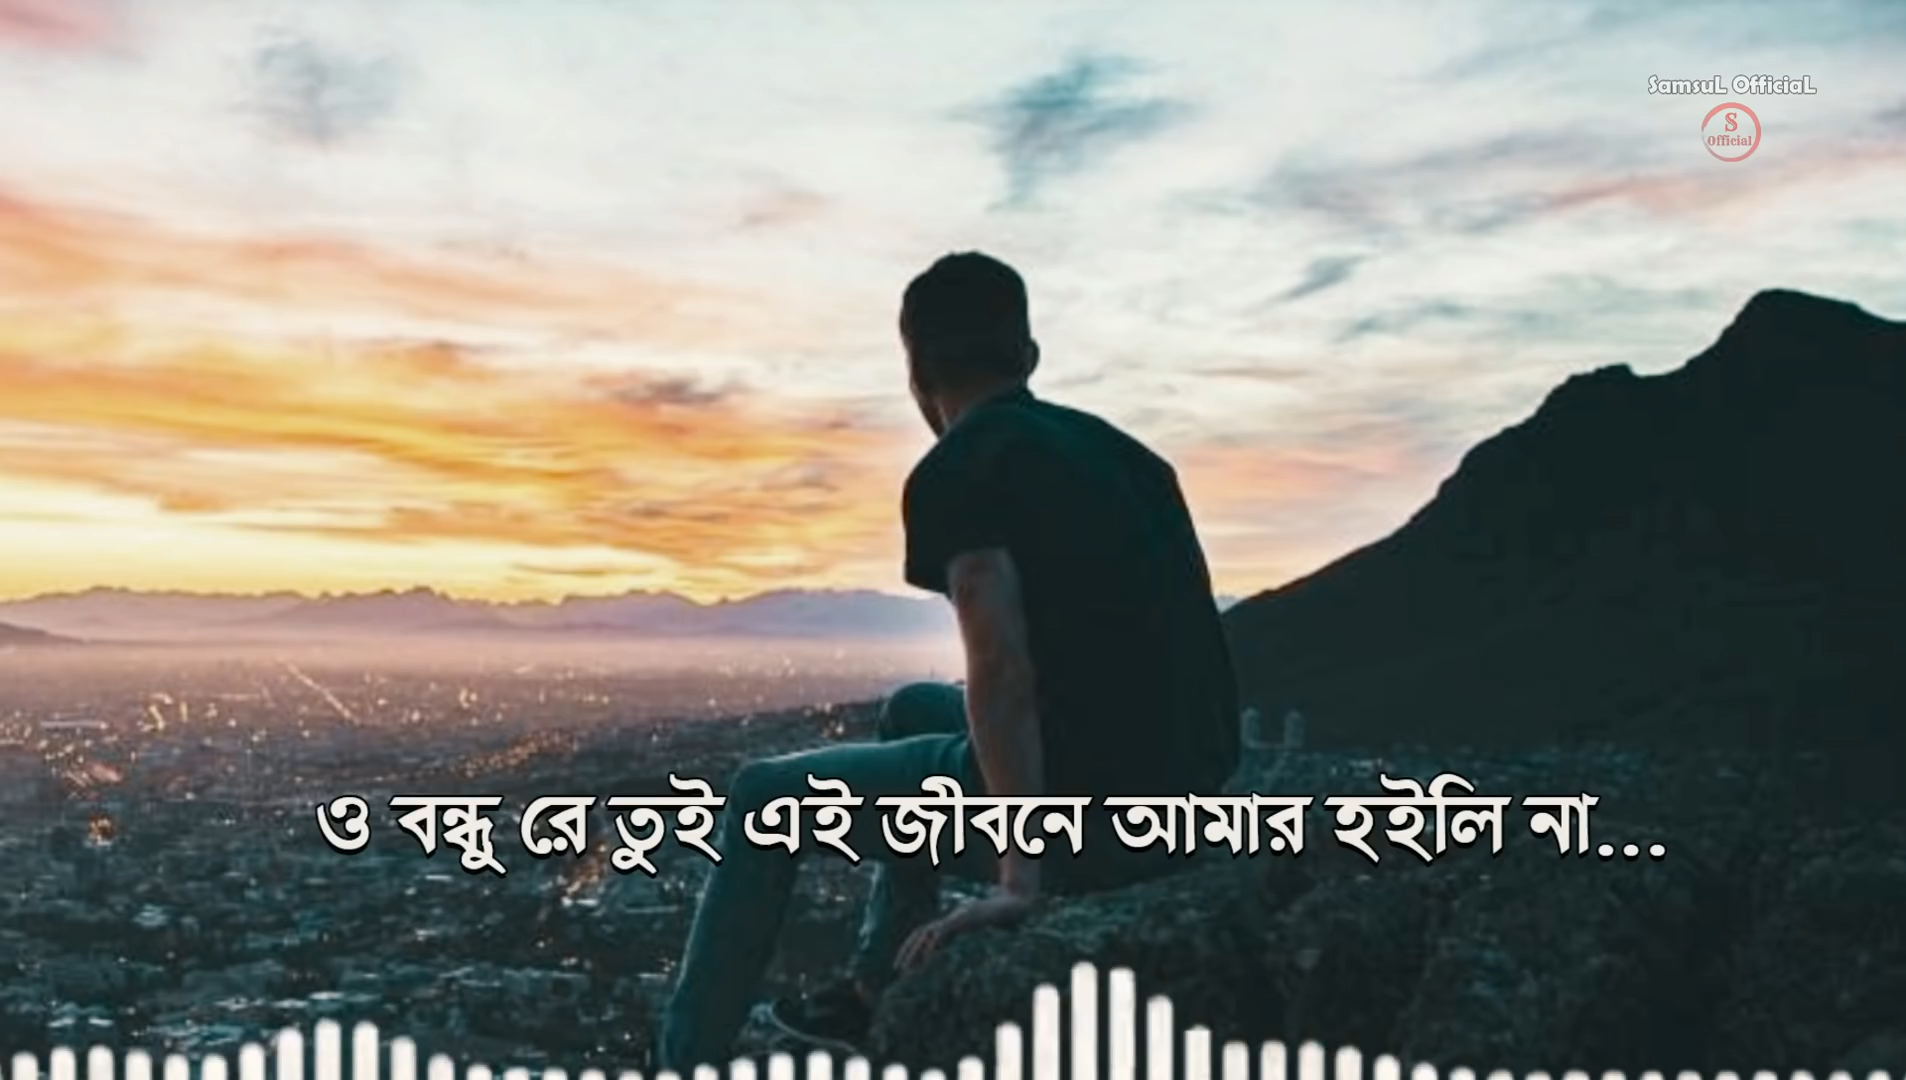 SamsuL OfficiaL
S
Official
ও বন্ধু রে তুই এই জীবনে আমার হইলি না...